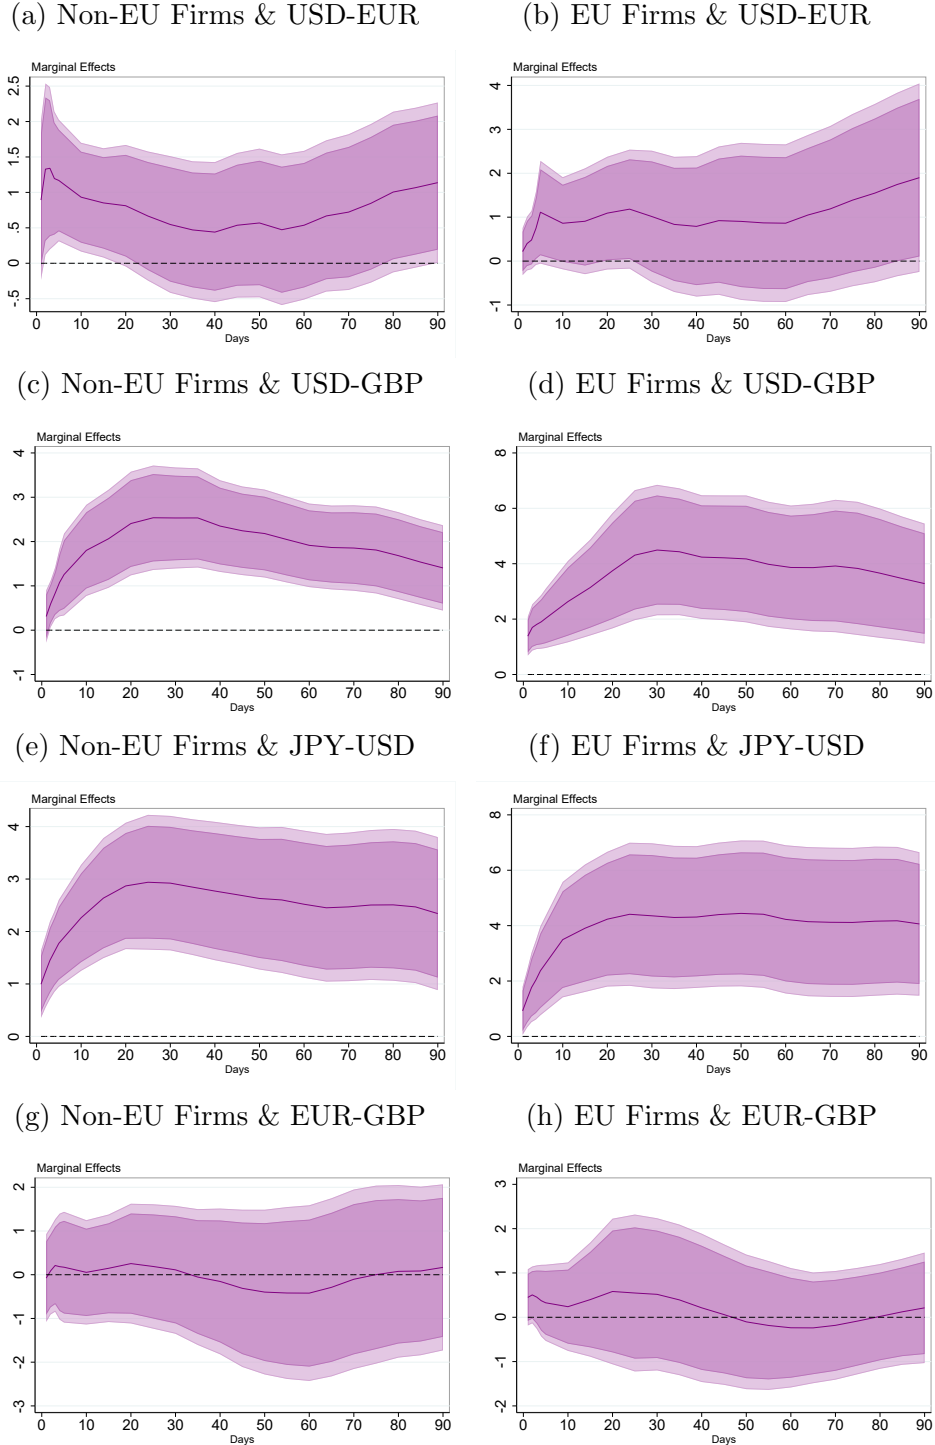 (a) Non-EU Firms & USD-EUR
(b) EU Firms & USD-EUR
Marginal Effects
2.5
2
1.5
1
.5
0
-.5
0 10 20 30 40 50 60 70 80 90
Days
Marginal Effects
4
3
2
1
0
-1
0 10 20 30 40 50 60 70 80 90
Days
(c) Non-EU Firms & USD-GBP
(d) EU Firms & USD-GBP
Marginal Effects
4
3
2
1
0
-1
0 10 20 30 40 50 60 70 80 90
Days
Marginal Effects
8
6
4
2
0
0 10 20 30 40 50 60 70 80 90
Days
(e) Non-EU Firms & JPY-USD
(f) EU Firms & JPY-USD
Marginal Effects
4
3
2
1
0
0 10 20 30 40 50 60 70 80 90
Days
Marginal Effects
8
6
4
2
0
0 10 20 30 40 50 60 70 80 90
Days
(g) Non-EU Firms & EUR-GBP
(h) EU Firms & EUR-GBP
Marginal Effects
2
1
0
-1
-2
-3
0 10 20 30 40 50 60 70 80 90
Days
Marginal Effects
3
2
1
0
-1
-2
0 10 20 30 40 50 60 70 80 90
Days